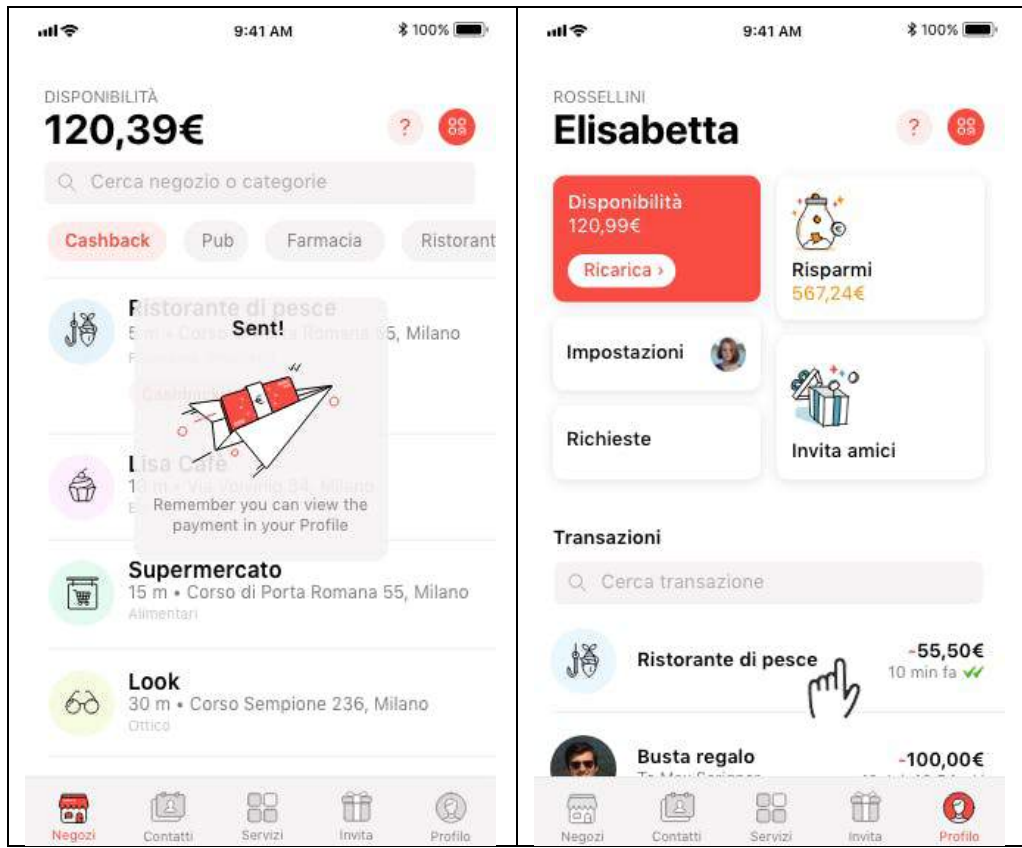 9:41 AM
100%
DISPONIBILITÀ
120,39€
?
Cerca negozio o categorie
Cashback
Pub
Farmacia
Ristorant
Ristorante di pesce
5, Milano
Sent!
Cashback
Lisa Cafè
Remember you can view the
payment in your Profile
Supermercato
15 m • Corso di Porta Romana 55, Milano
Alimentari
Look
30 m • Corso Sempione 236, Milano
Ottico
Negozi
Contatti
Servizi
Invita
Profilo
9:41 AM
100%
ROSSELLINI
Elisabetta
?
Disponibilità
120,99€
Ricarica ›
Risparmi
567,24€
Impostazioni
Richieste
Invita amici
Transazioni
Cerca transazione
Ristorante di pesce
-55,50€
10 min fa
Busta regalo
-100,00€
Negozi
Contatti
Servizi
Invita
Profilo